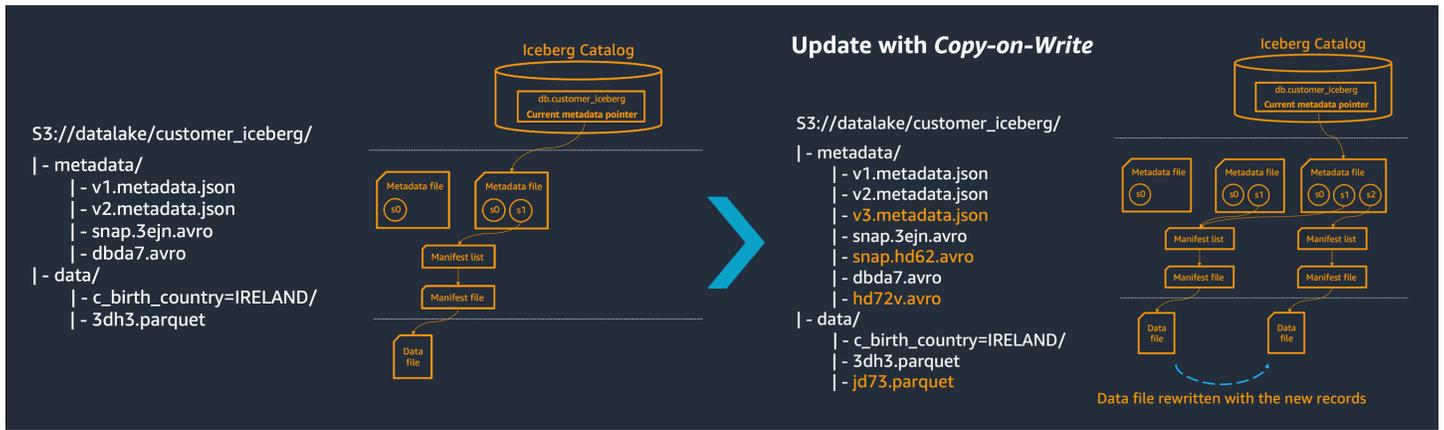 Iceberg Catalog
db.customer_iceberg
Current metadata pointer
S3://datalake/customer_iceberg/
| - metadata/
| - v1.metadata.json
| - v2.metadata.json
| - snap.3ejn.avro
| - dbda7.avro
| - data/
| - c_birth_country=IRELAND/
| - 3dh3.parquet
Metadata file
s0
Metadata file
s0 s1
Manifest list
Manifest file
Data
file
Update with Copy-on-Write
Iceberg Catalog
db.customer_iceberg
Current metadata pointer
S3://datalake/customer_iceberg/
| - metadata/
| - v1.metadata.json
| - v2.metadata.json
| - v3.metadata.json
| - snap.3ejn.avro
| - snap.hd62.avro
| - dbda7.avro
| - hd72v.avro
| - data/
| - c_birth_country=IRELAND/
| - 3dh3.parquet
| - jd73.parquet
Metadata file
s0
Metadata file
s0 s1
Metadata file
s0 s1 s2
Manifest list
Manifest list
Manifest file
Manifest file
Data
file
Data
file
Data file rewritten with the new records